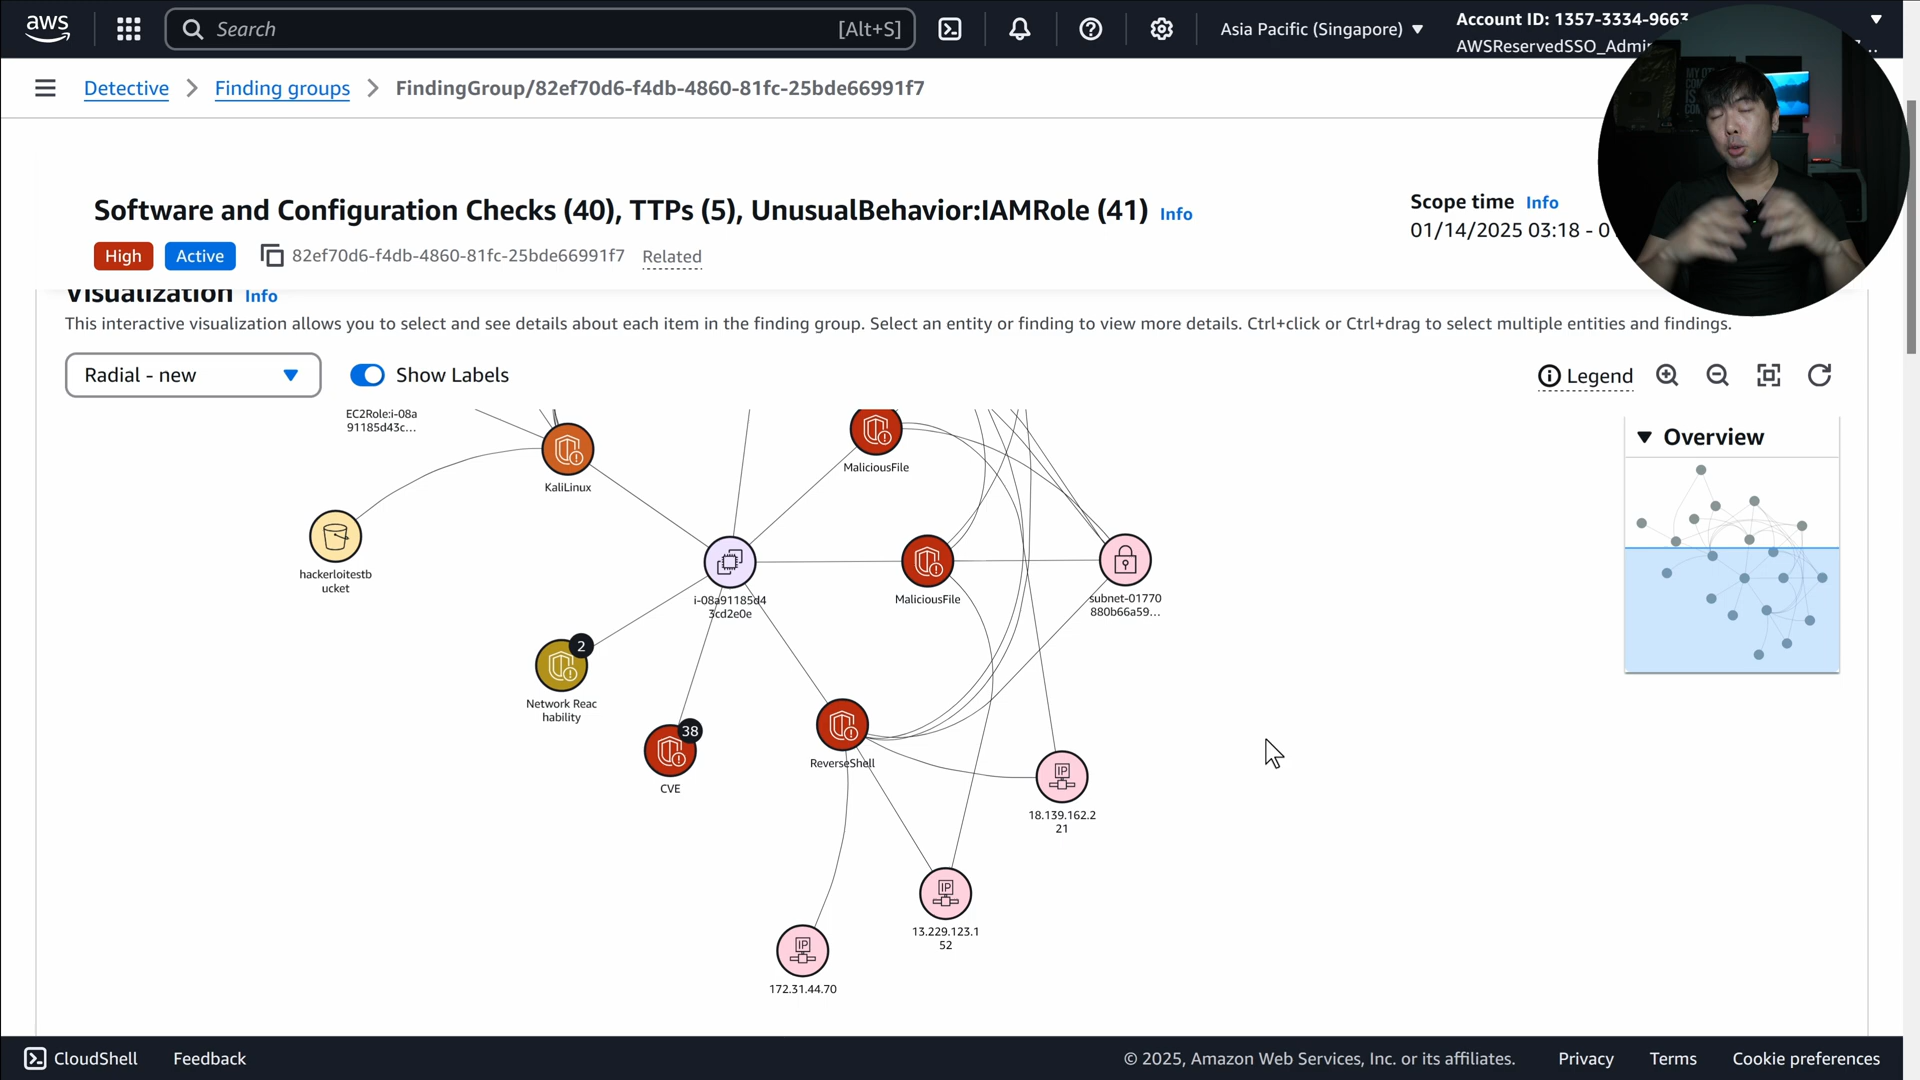 aws
Search
[Alt+S]
Asia Pacific (Singapore)
Account ID: 1357-3334-9663
AWSReservedSSO_Admi
Detective
Finding groups
FindingGroup/82ef70d6-f4db-4860-81fc-25bde66991f7
Software and Configuration Checks (40), TTPs (5), UnusualBehavior:IAMRole (41) Info
Scope time Info
01/14/2025 03:18 - 0
High
Active
82ef70d6-f4db-4860-81fc-25bde66991f7
Related
Visualization Info
This interactive visualization allows you to select and see details about each item in the finding group. Select an entity or finding to view more details. Ctrl+click or Ctrl+drag to select multiple entities and findings.
Radial - new
Show Labels
Legend
EC2Role:i-08a
91185d43c...
Overview
MaliciousFile
KaliLinux
hackerloitestb
ucket
i-08a91185d4
3cd2e0e
MaliciousFile
subnet-01770
880b66a59...
2
Network Reac
hability
38
CVE
ReverseShell
IP
18.139.162.2
21
IP
13.229.123.1
52
IP
172.31.44.70
CloudShell
Feedback
© 2025, Amazon Web Services, Inc. or its affiliates.
Privacy
Terms
Cookie preferences